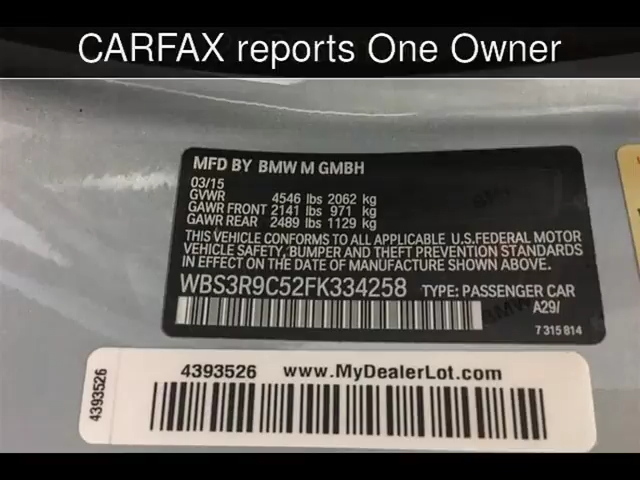 CARFAX reports One Owner
MFD BY BMW M GMBH
03/15
GVWR 4546 lbs 2062 kg
GAWR FRONT 2141 lbs 971 kg
GAWR REAR 2489 lbs 1129 kg
THIS VEHICLE CONFORMS TO ALL APPLICABLE U.S.FEDERAL MOTOR
VEHICLE SAFETY, BUMPER AND THEFT PREVENTION STANDARDS
IN EFFECT ON THE DATE OF MANUFACTURE SHOWN ABOVE.
WBS3R9C52FK334258 TYPE: PASSENGER CAR
A29/
7 315 814
4393526 www.MyDealerLot.com
4393526